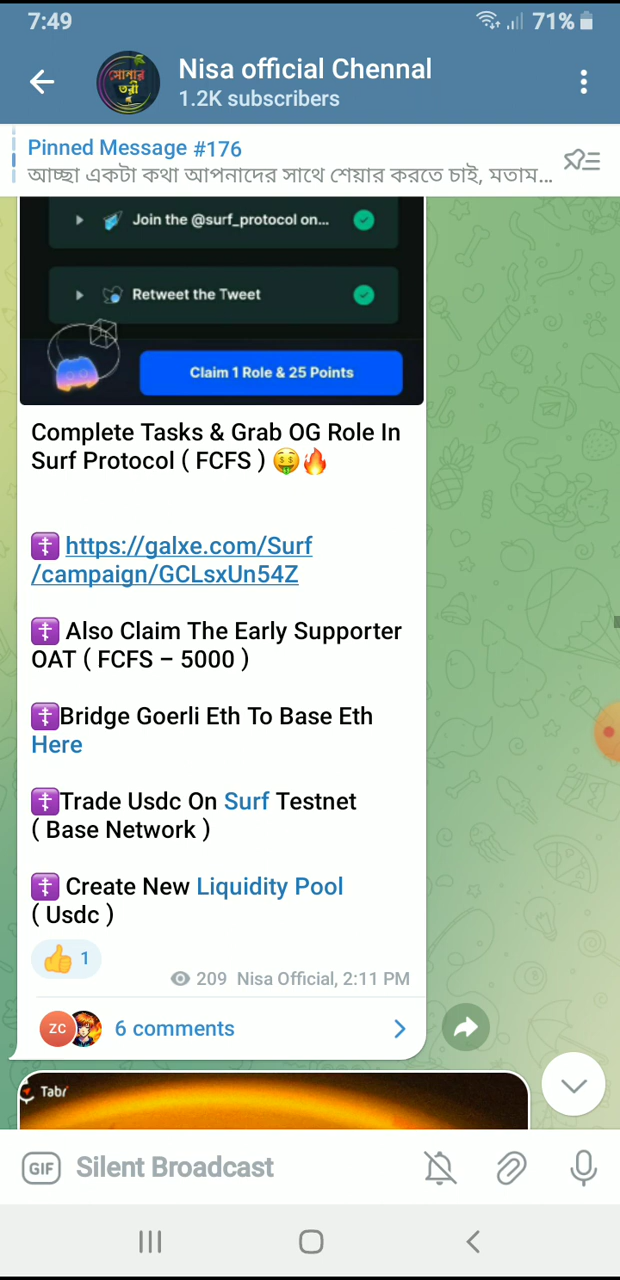 7:49
71%
সোনার
তরী
Nisa official Chennal
1.2K subscribers
Pinned Message #176
আচ্ছা একটা কথা আপনাদের সাথে শেয়ার করতে চাই, মতাম...
Join the @surf_protocol on...
Retweet the Tweet
Claim 1 Role & 25 Points
Complete Tasks & Grab OG Role In
Surf Protocol ( FCFS ) 🤑🔥
☦️ https://galxe.com/Surf
/campaign/GCLsxUn54Z
☦️ Also Claim The Early Supporter
OAT ( FCFS – 5000 )
☦️Bridge Goerli Eth To Base Eth
Here
☦️Trade Usdc On Surf Testnet
( Base Network )
☦️ Create New Liquidity Pool
( Usdc )
👍 1
209 Nisa Official, 2:11 PM
ZC
6 comments
GIF
Silent Broadcast